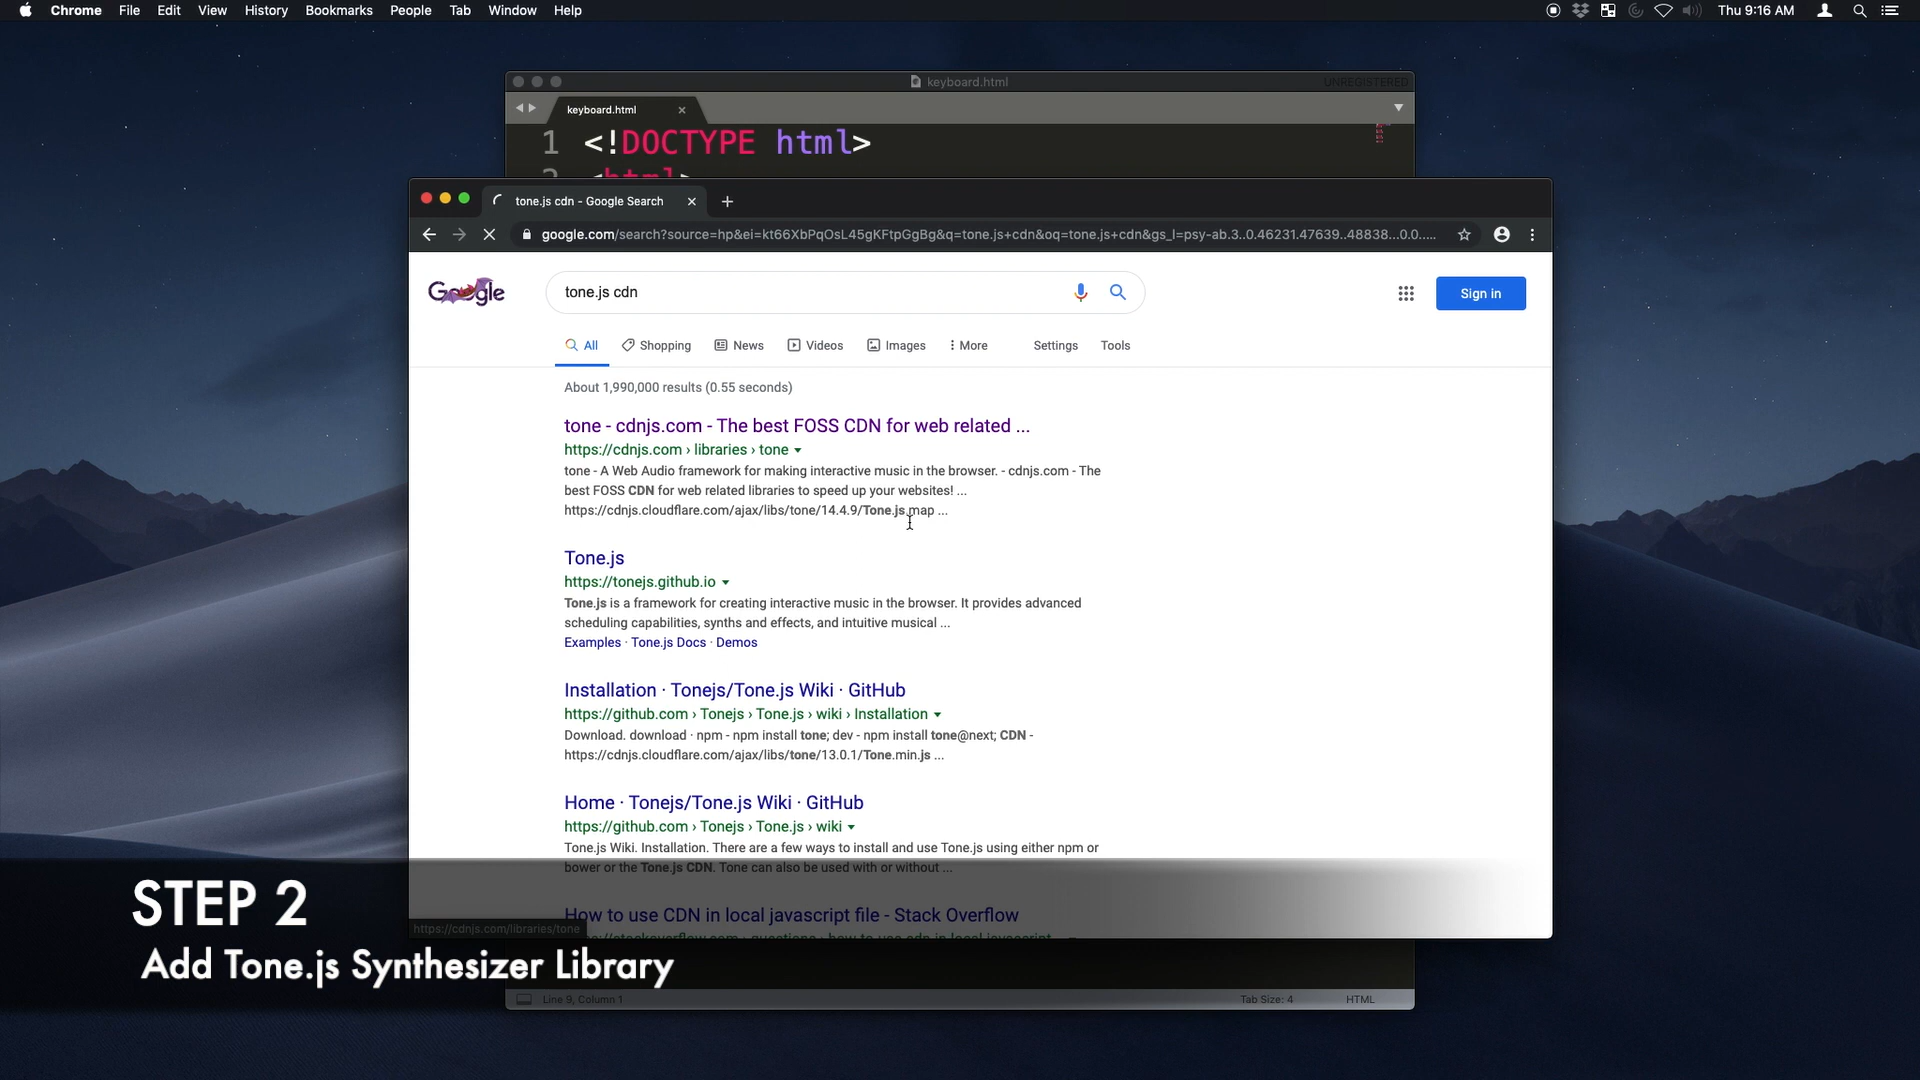 Chrome File Edit View History Bookmarks People Tab Window Help Thu 9:16 AM
keyboard.html UNREGISTERED
keyboard.html
1 <!DOCTYPE html>
2 <html>
tone.js cdn - Google Search
google.com/search?source=hp&ei=kt66XbPqOsL45gKFtpGgBg&q=tone.js+cdn&oq=tone.js+cdn&gs_l=psy-ab.3..0.46231.47639..48838...0.0.....
Google tone.js cdn Sign in
All Shopping News Videos Images More Settings Tools
About 1,990,000 results (0.55 seconds)
tone - cdnjs.com - The best FOSS CDN for web related ...
https://cdnjs.com › libraries › tone
tone - A Web Audio framework for making interactive music in the browser. - cdnjs.com - The
best FOSS CDN for web related libraries to speed up your websites! ...
https://cdnjs.cloudflare.com/ajax/libs/tone/14.4.9/Tone.js.map ...
Tone.js
https://tonejs.github.io
Tone.js is a framework for creating interactive music in the browser. It provides advanced
scheduling capabilities, synths and effects, and intuitive musical ...
Examples · Tone.js Docs · Demos
Installation · Tonejs/Tone.js Wiki · GitHub
https://github.com › Tonejs › Tone.js › wiki › Installation
Download. download · npm - npm install tone; dev - npm install tone@next; CDN -
https://cdnjs.cloudflare.com/ajax/libs/tone/13.0.1/Tone.min.js ...
Home · Tonejs/Tone.js Wiki · GitHub
https://github.com › Tonejs › Tone.js › wiki
Tone.js Wiki. Installation. There are a few ways to install and use Tone.js using either npm or
bower or the Tone.js CDN. Tone can also be used with or without ...
How to use CDN in local javascript file - Stack Overflow
https://cdnjs.com/libraries/tone
STEP 2
Add Tone.js Synthesizer Library
Line 9, Column 1 Tab Size: 4 HTML